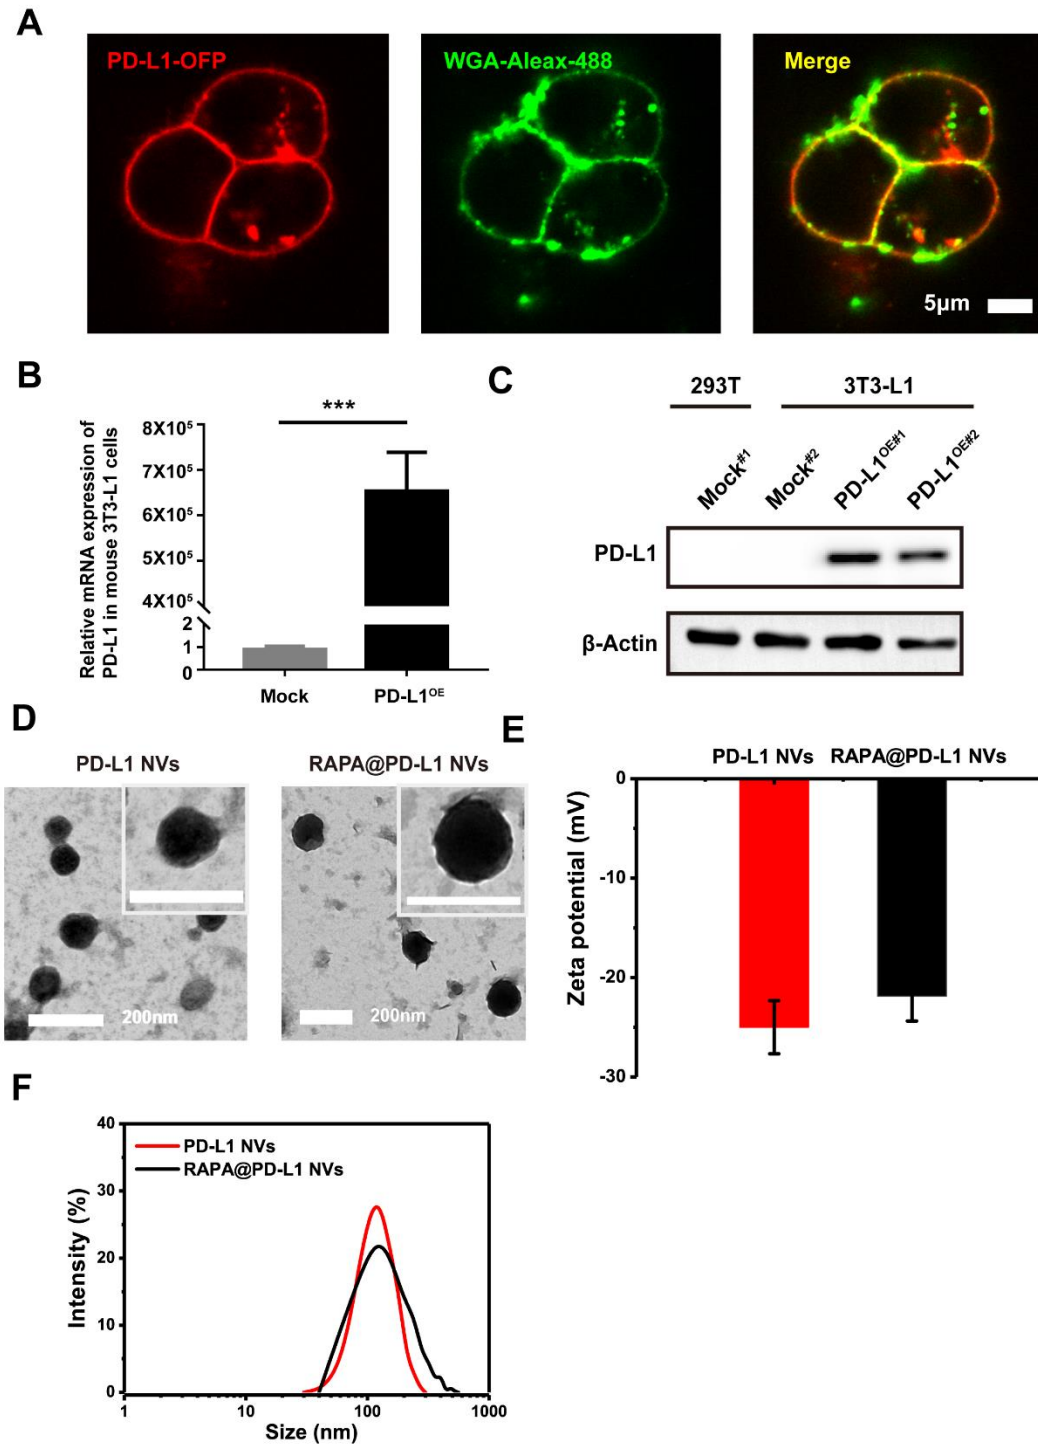 A
PD-L1-OFP
WGA-Aleax-488
Merge
5μm
B
Relative mRNA expression of
PD-L1 in mouse 3T3-L1 cells
***
8X10⁵
7X10⁵
6X10⁵
5X10⁵
4X10⁵
2
1
0
Mock
PD-L1ᴼᴱ
C
293T
3T3-L1
Mock#1
Mock#2
PD-L1ᴼᴱ#1
PD-L1ᴼᴱ#2
PD-L1
β-Actin
D
PD-L1 NVs
RAPA@PD-L1 NVs
200nm
200nm
E
PD-L1 NVs
RAPA@PD-L1 NVs
Zeta potential (mV)
0
-10
-20
-30
F
PD-L1 NVs
RAPA@PD-L1 NVs
Intensity (%)
40
30
20
10
0
1
10
100
1000
Size (nm)